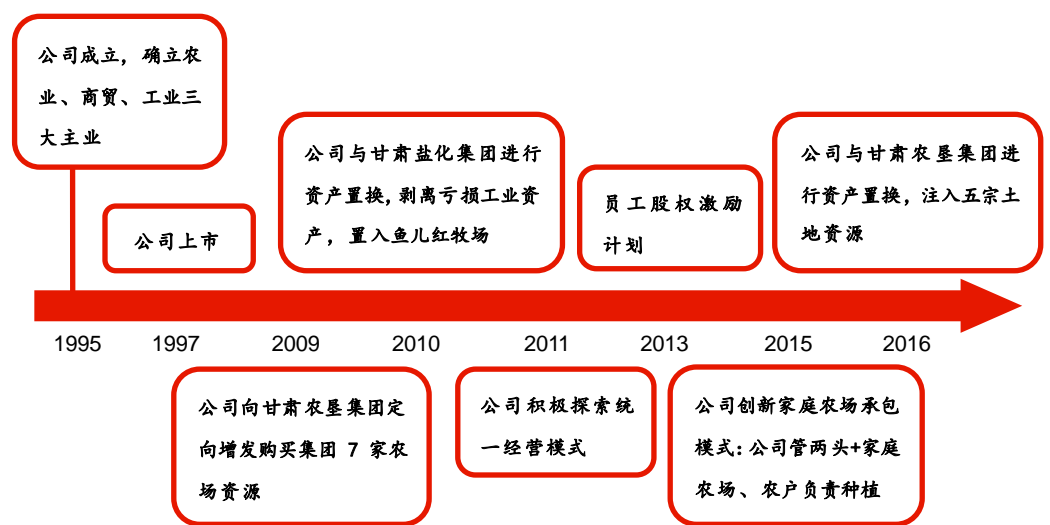 公司成立，确立农
业、商贸、工业三
大主业
公司上市
公司与甘肃盐化集团进行
资产置换，剥离亏损工业资
产，置入鱼儿红牧场
员工股权激励
计划
公司与甘肃农垦集团进
行资产置换，注入五宗土
地资源
1995 1997 2009 2010 2011 2013 2015 2016
公司向甘肃农垦集团定
向增发购买集团 7 家农
场资源
公司积极探索统
一经营模式
公司创新家庭农场承包
模式：公司管两头+家庭
农场、农户负责种植